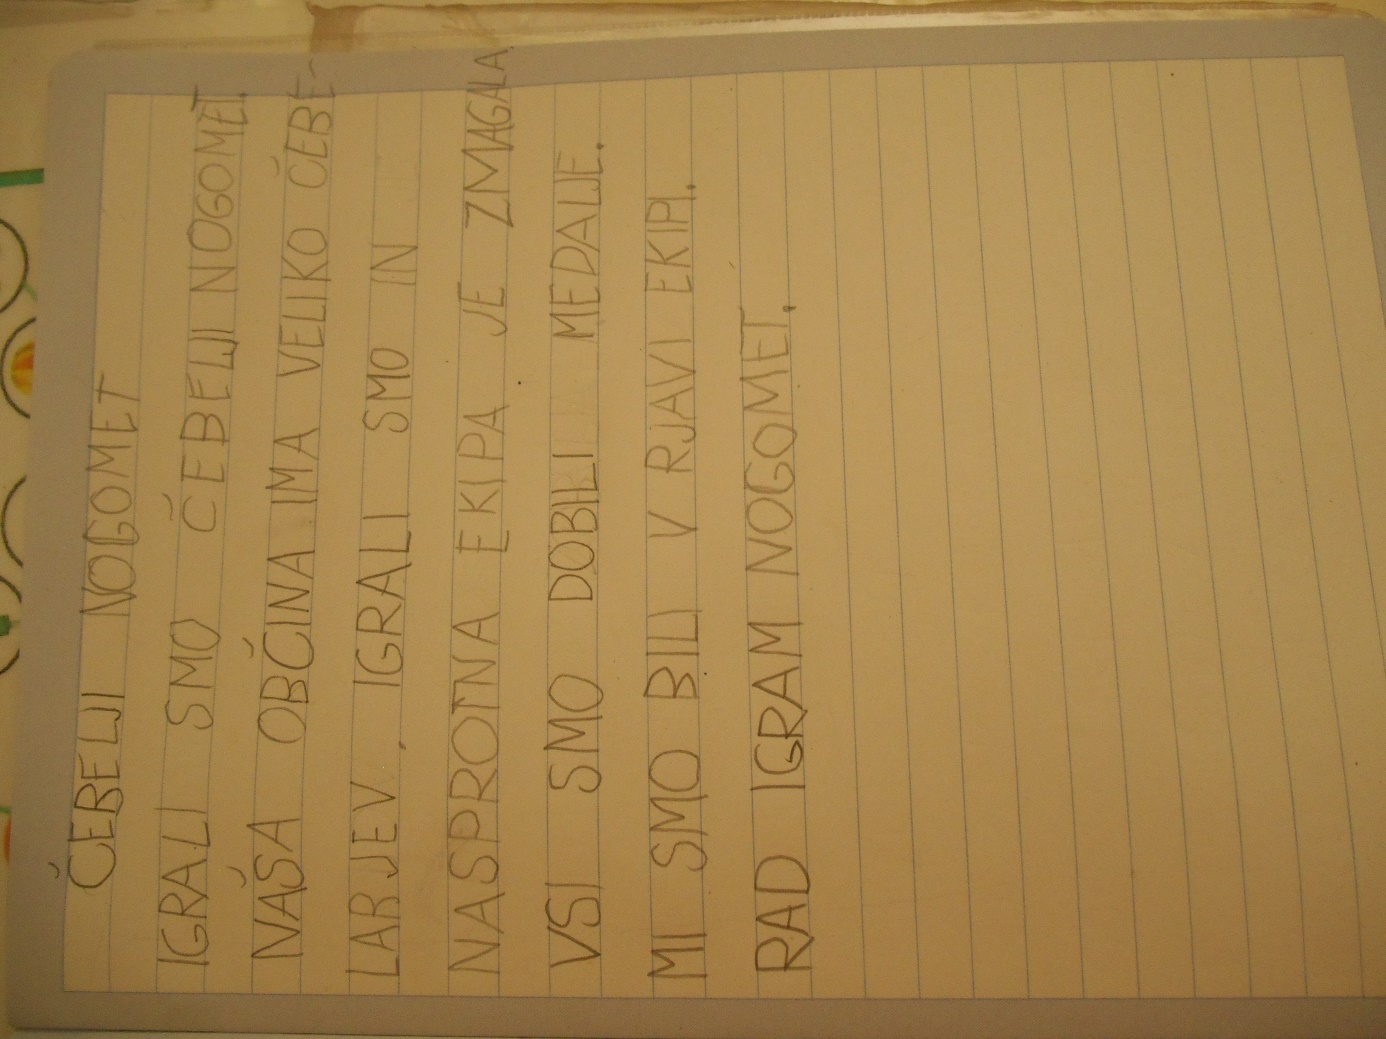 ČEBELJI NOGOMET
IGRALI SMO ČEBELJI NOGOMET.
NAŠA OBČINA IMA VELIKO ČEBE-
LARJEV. IGRALI SMO IN
NASPROTNA EKIPA JE ZMAGALA
VSI SMO DOBILI MEDALJE.
MI SMO BILI V RJAVI EKIPI.
RAD IGRAM NOGOMET.